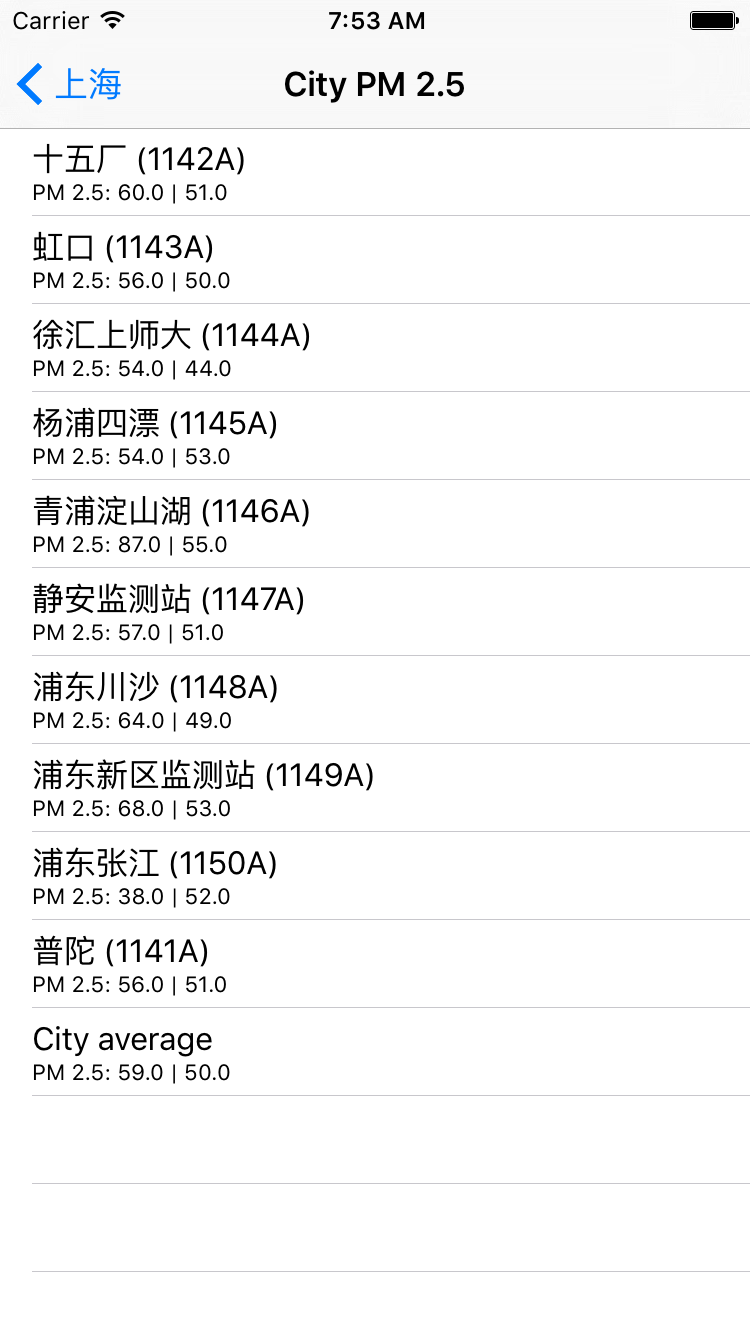 Carrier 7:53 AM
上海 City PM 2.5
十五厂 (1142A)
PM 2.5: 60.0 | 51.0
虹口 (1143A)
PM 2.5: 56.0 | 50.0
徐汇上师大 (1144A)
PM 2.5: 54.0 | 44.0
杨浦四漂 (1145A)
PM 2.5: 54.0 | 53.0
青浦淀山湖 (1146A)
PM 2.5: 87.0 | 55.0
静安监测站 (1147A)
PM 2.5: 57.0 | 51.0
浦东川沙 (1148A)
PM 2.5: 64.0 | 49.0
浦东新区监测站 (1149A)
PM 2.5: 68.0 | 53.0
浦东张江 (1150A)
PM 2.5: 38.0 | 52.0
普陀 (1141A)
PM 2.5: 56.0 | 51.0
City average
PM 2.5: 59.0 | 50.0